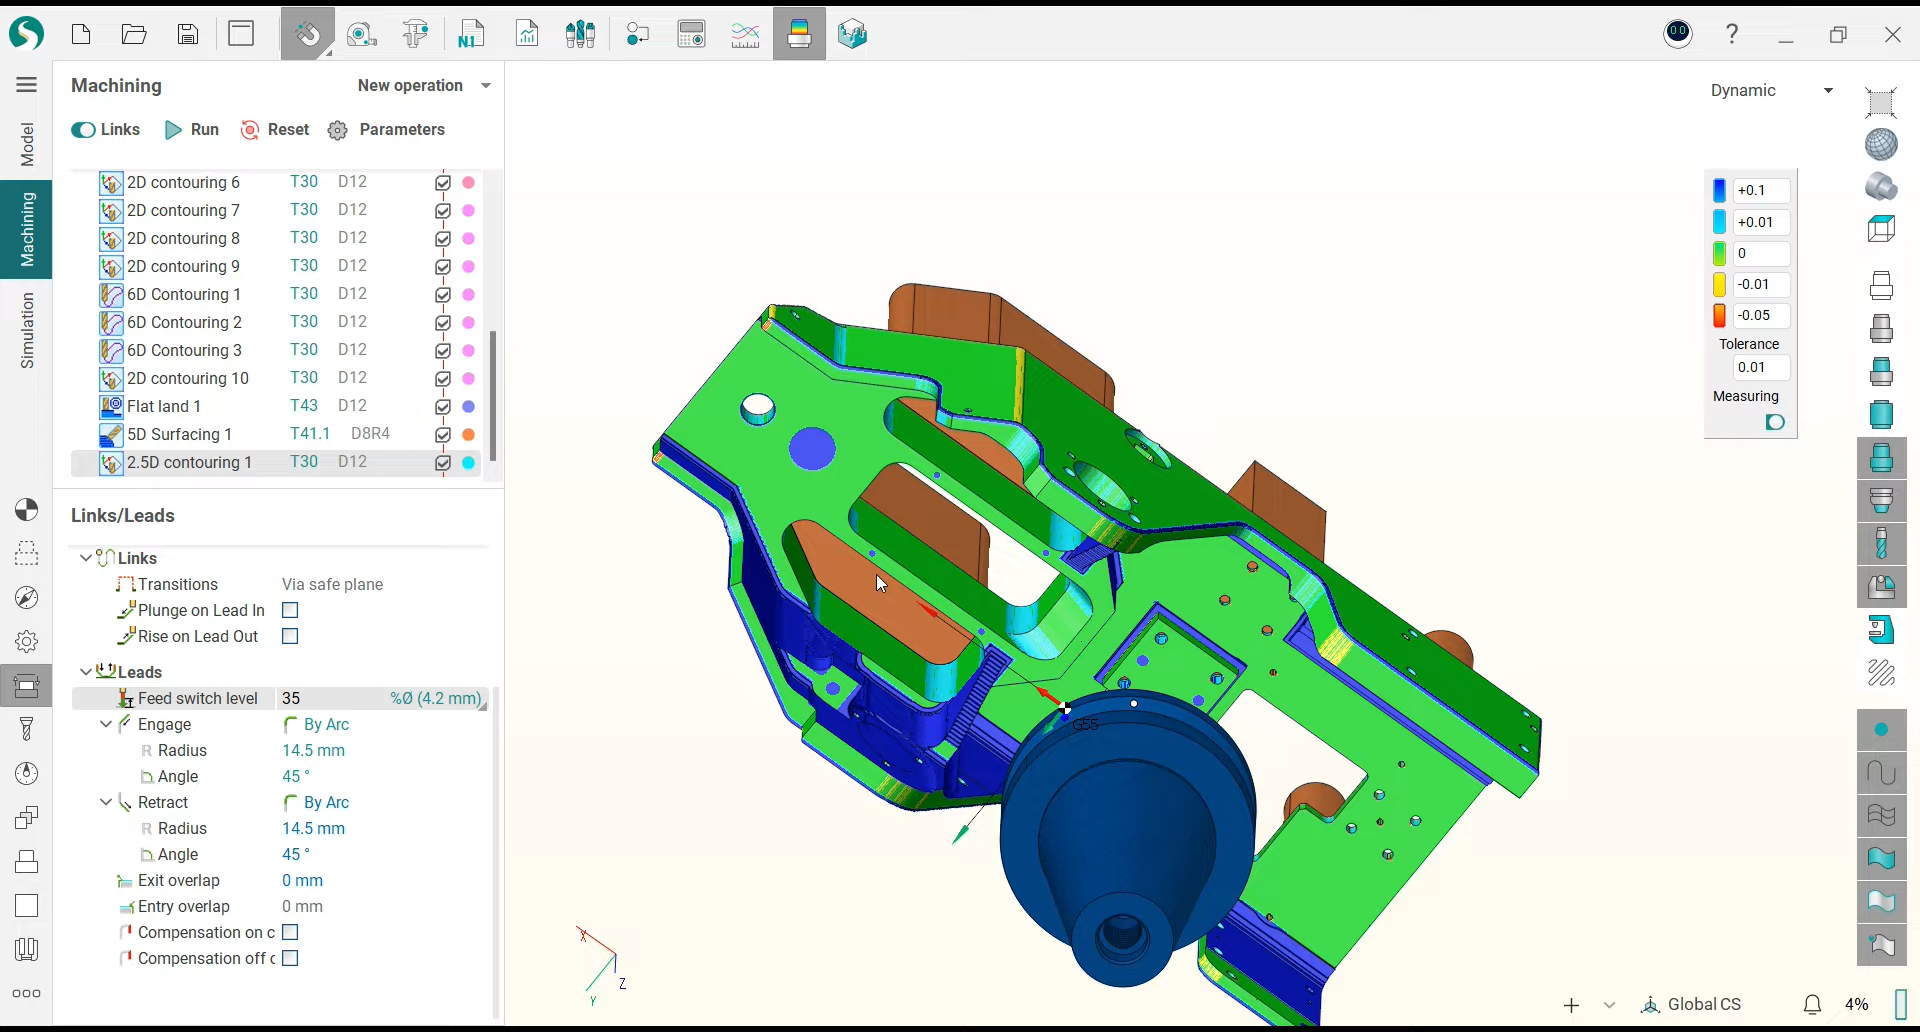 N1
?
Machining
New operation
Links
Run
Reset
Parameters
Model
Machining
Simulation
2D contouring 6 T30 D12
2D contouring 7 T30 D12
2D contouring 8 T30 D12
2D contouring 9 T30 D12
6D Contouring 1 T30 D12
6D Contouring 2 T30 D12
6D Contouring 3 T30 D12
2D contouring 10 T30 D12
Flat land 1 T43 D12
5D Surfacing 1 T41.1 D8R4
2.5D contouring 1 T30 D12
Links/Leads
Links
Transitions Via safe plane
Plunge on Lead In
Rise on Lead Out
Leads
Feed switch level 35 %Ø (4.2 mm)
Engage By Arc
R Radius 14.5 mm
Angle 45 °
Retract By Arc
R Radius 14.5 mm
Angle 45 °
Exit overlap 0 mm
Entry overlap 0 mm
Compensation on c
Compensation off c
Dynamic
+0.1
+0.01
0
-0.01
-0.05
Tolerance
0.01
Measuring
G55
X
Y
Z
Global CS
4%